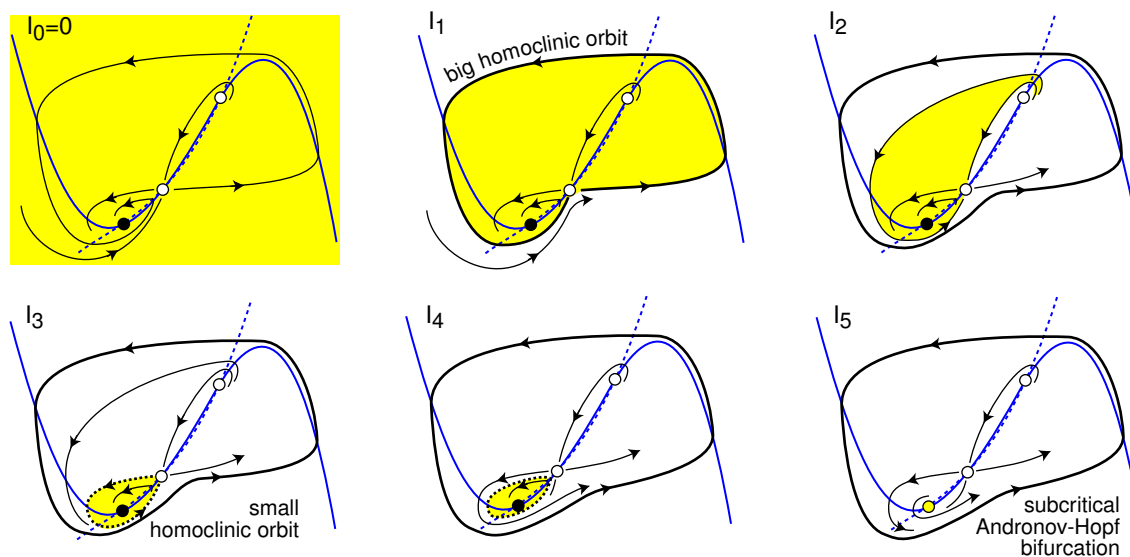 I0=0
I1
big homoclinic orbit
I2
I3
small
homoclinic orbit
I4
I5
subcritical
Andronov-Hopf
bifurcation